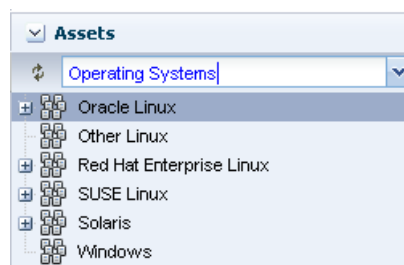 Assets
Operating Systems
Oracle Linux
Other Linux
Red Hat Enterprise Linux
SUSE Linux
Solaris
Windows